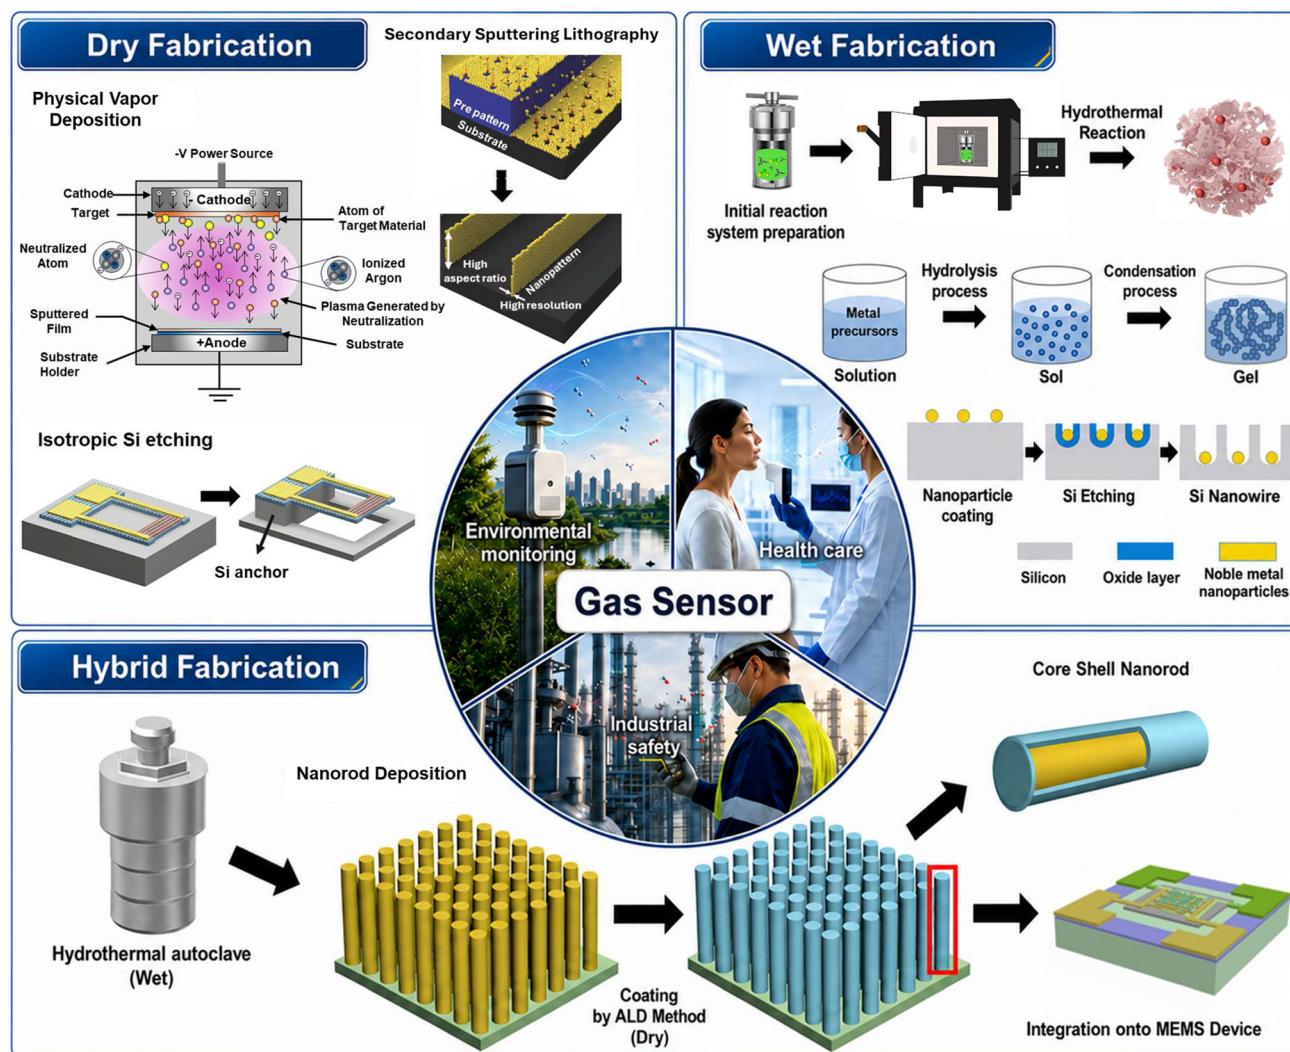 Dry Fabrication
Secondary Sputtering Lithography
Physical Vapor
Deposition
-V Power Source
Cathode
- Cathode
Target
Atom of
Target Material
Neutralized
Atom
Ionized
Argon
Plasma Generated by
Neutralization
Sputtered
Film
Substrate
+Anode
Substrate
Holder
Pre pattern
Substrate
High
aspect ratio
Nanopattern
High resolution
Isotropic Si etching
Si anchor
Wet Fabrication
Initial reaction
system preparation
Hydrothermal
Reaction
Metal
precursors
Solution
Hydrolysis
process
Sol
Condensation
process
Gel
Nanoparticle
coating
Si Etching
Si Nanowire
Silicon
Oxide layer
Noble metal
nanoparticles
Environmental
monitoring
Health care
Gas Sensor
Industrial
safety
Hybrid Fabrication
Hydrothermal autoclave
(Wet)
Nanorod Deposition
Coating
by ALD Method
(Dry)
Core Shell Nanorod
Integration onto MEMS Device